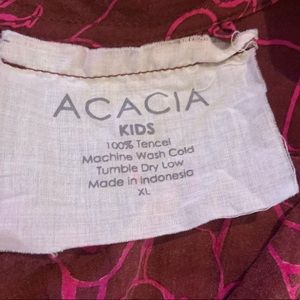 ACACIA
KIDS
100% Tencel
Machine Wash Cold
Tumble Dry Low
Made in Indonesia
XL